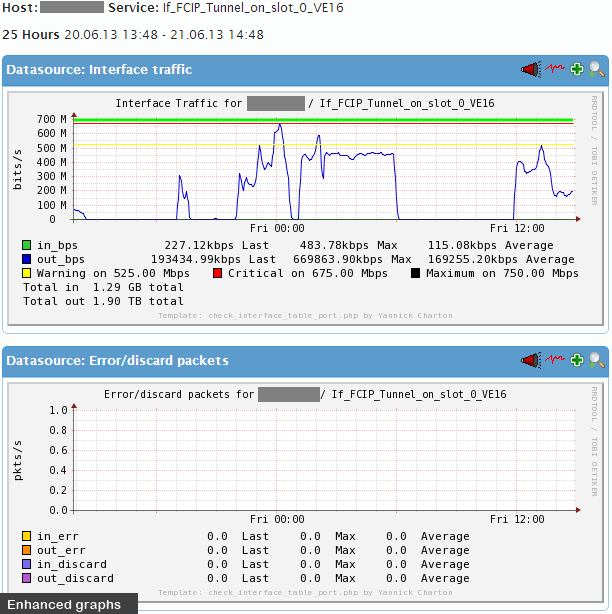 Host: Service: If_FCIP_Tunnel_on_slot_0_VE16
25 Hours 20.06.13 13:48 - 21.06.13 14:48
Datasource: Interface traffic
Interface Traffic for / If_FCIP_Tunnel_on_slot_0_VE16
RRDTOOL / TOBI OETIKER
bits/s
700 M
600 M
500 M
400 M
300 M
200 M
100 M
0
Fri 00:00 Fri 12:00
in_bps 227.12kbps Last 483.78kbps Max 115.08kbps Average
out_bps 193434.99kbps Last 669863.90kbps Max 169255.20kbps Average
Warning on 525.00 Mbps Critical on 675.00 Mbps Maximum on 750.00 Mbps
Total in 1.29 GB total
Total out 1.90 TB total
Template: check_interface_table_port.php by Yannick Charton
Datasource: Error/discard packets
Error/discard packets for / If_FCIP_Tunnel_on_slot_0_VE16
RRDTOOL / TOBI OETIKER
pkts/s
1.0
0.8
0.6
0.4
0.2
0.0
Fri 00:00 Fri 12:00
in_err 0.0 Last 0.0 Max 0.0 Average
out_err 0.0 Last 0.0 Max 0.0 Average
in_discard 0.0 Last 0.0 Max 0.0 Average
out_discard 0.0 Last 0.0 Max 0.0 Average
Template: check_interface_table_port.php by Yannick Charton
Enhanced graphs